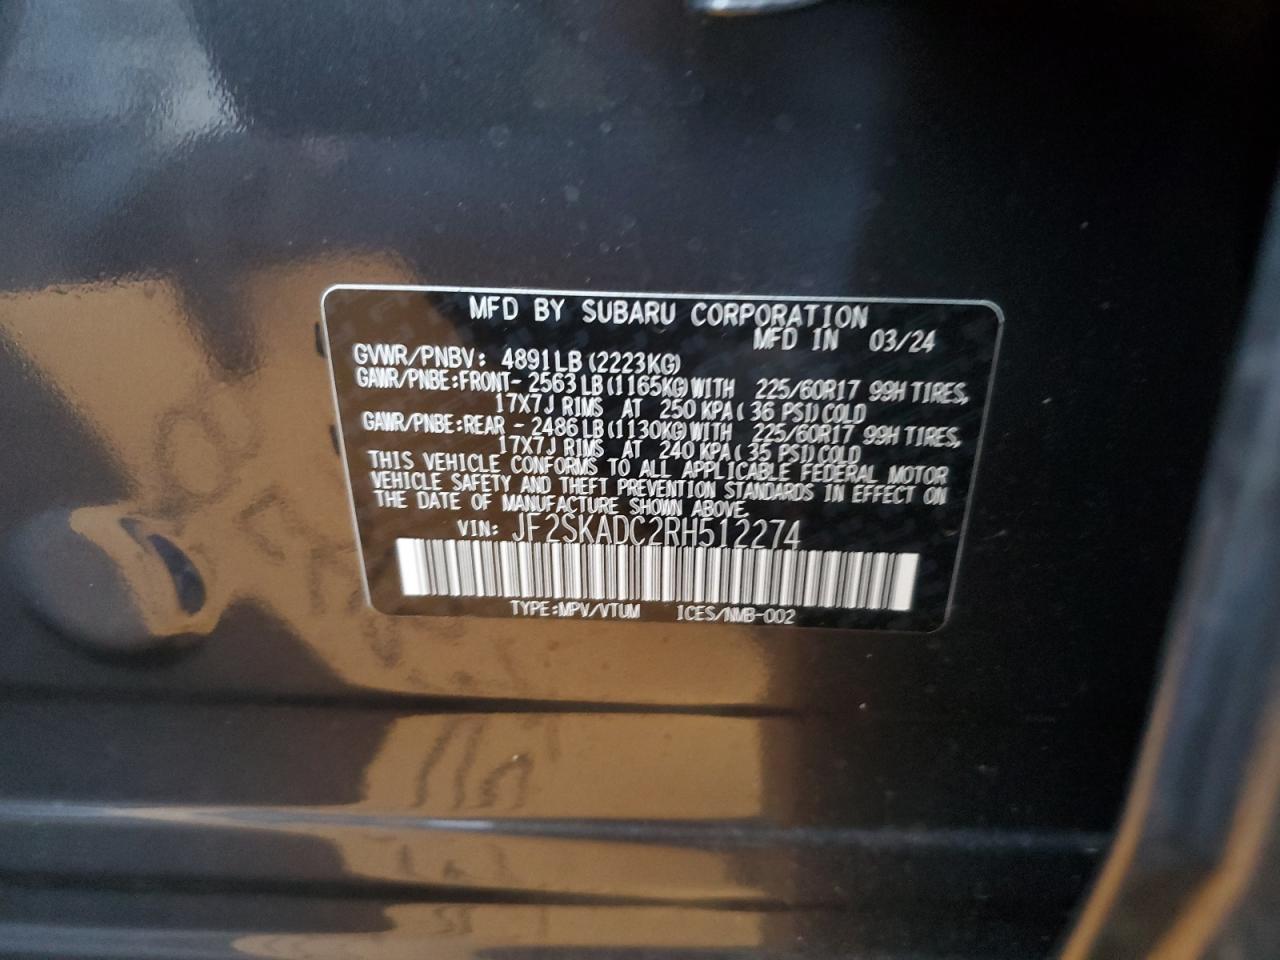 MFD BY SUBARU CORPORATION
MFD IN 03/24
GVWR/PNBV: 4891LB (2223KG)
GAWR/PNBE:FRONT- 2563LB(1165KG)WITH 225/60R17 99H TIRES,
17X7J RIMS AT 250 KPA( 36 PSI)COLD
GAWR/PNBE:REAR - 2486LB(1130KG)WITH 225/60R17 99H TIRES,
17X7J RIMS AT 240 KPA( 35 PSI)COLD
THIS VEHICLE CONFORMS TO ALL APPLICABLE FEDERAL MOTOR
VEHICLE SAFETY AND THEFT PREVENTION STANDARDS IN EFFECT ON
THE DATE OF MANUFACTURE SHOWN ABOVE.
VIN: JF2SKADC2RH512274
TYPE:MPV/VTUM ICES/NMB-002